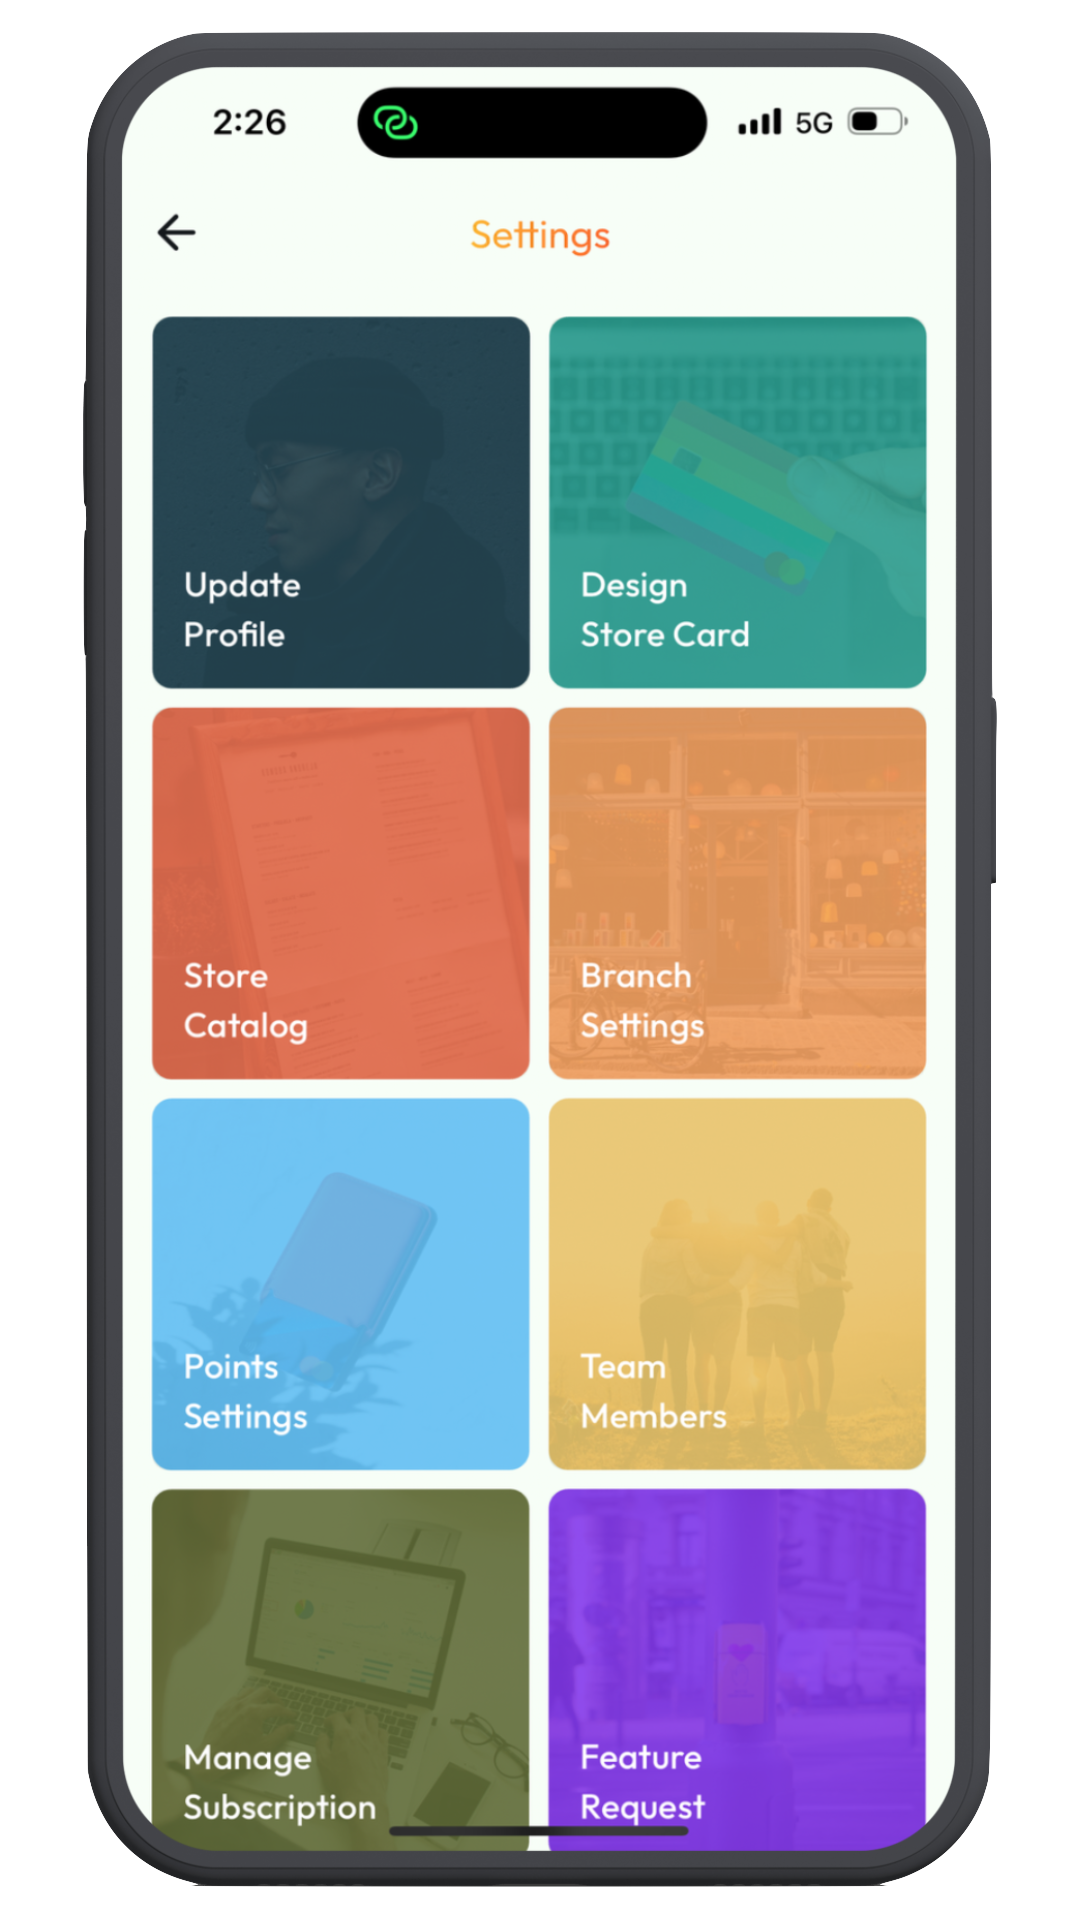 2:26
5G
Settings
Update
Profile
Design
Store Card
Store
Catalog
Branch
Settings
Points
Settings
Team
Members
Manage
Subscription
Feature
Request